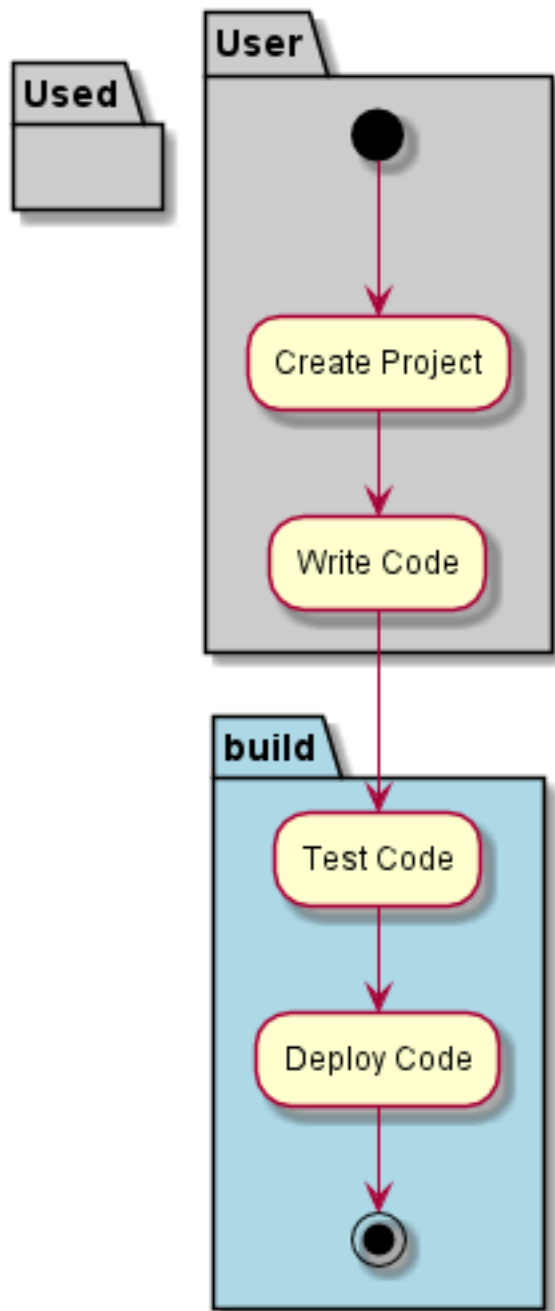 User
Used
Create Project
Write Code
build
Test Code
Deploy Code